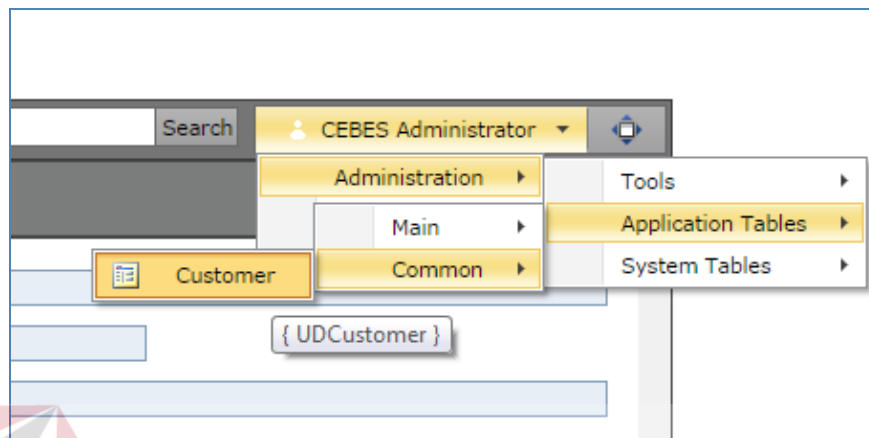 Search
CEBES Administrator
Administration
Tools
Main
Application Tables
Customer
Common
System Tables
{ UDCustomer }